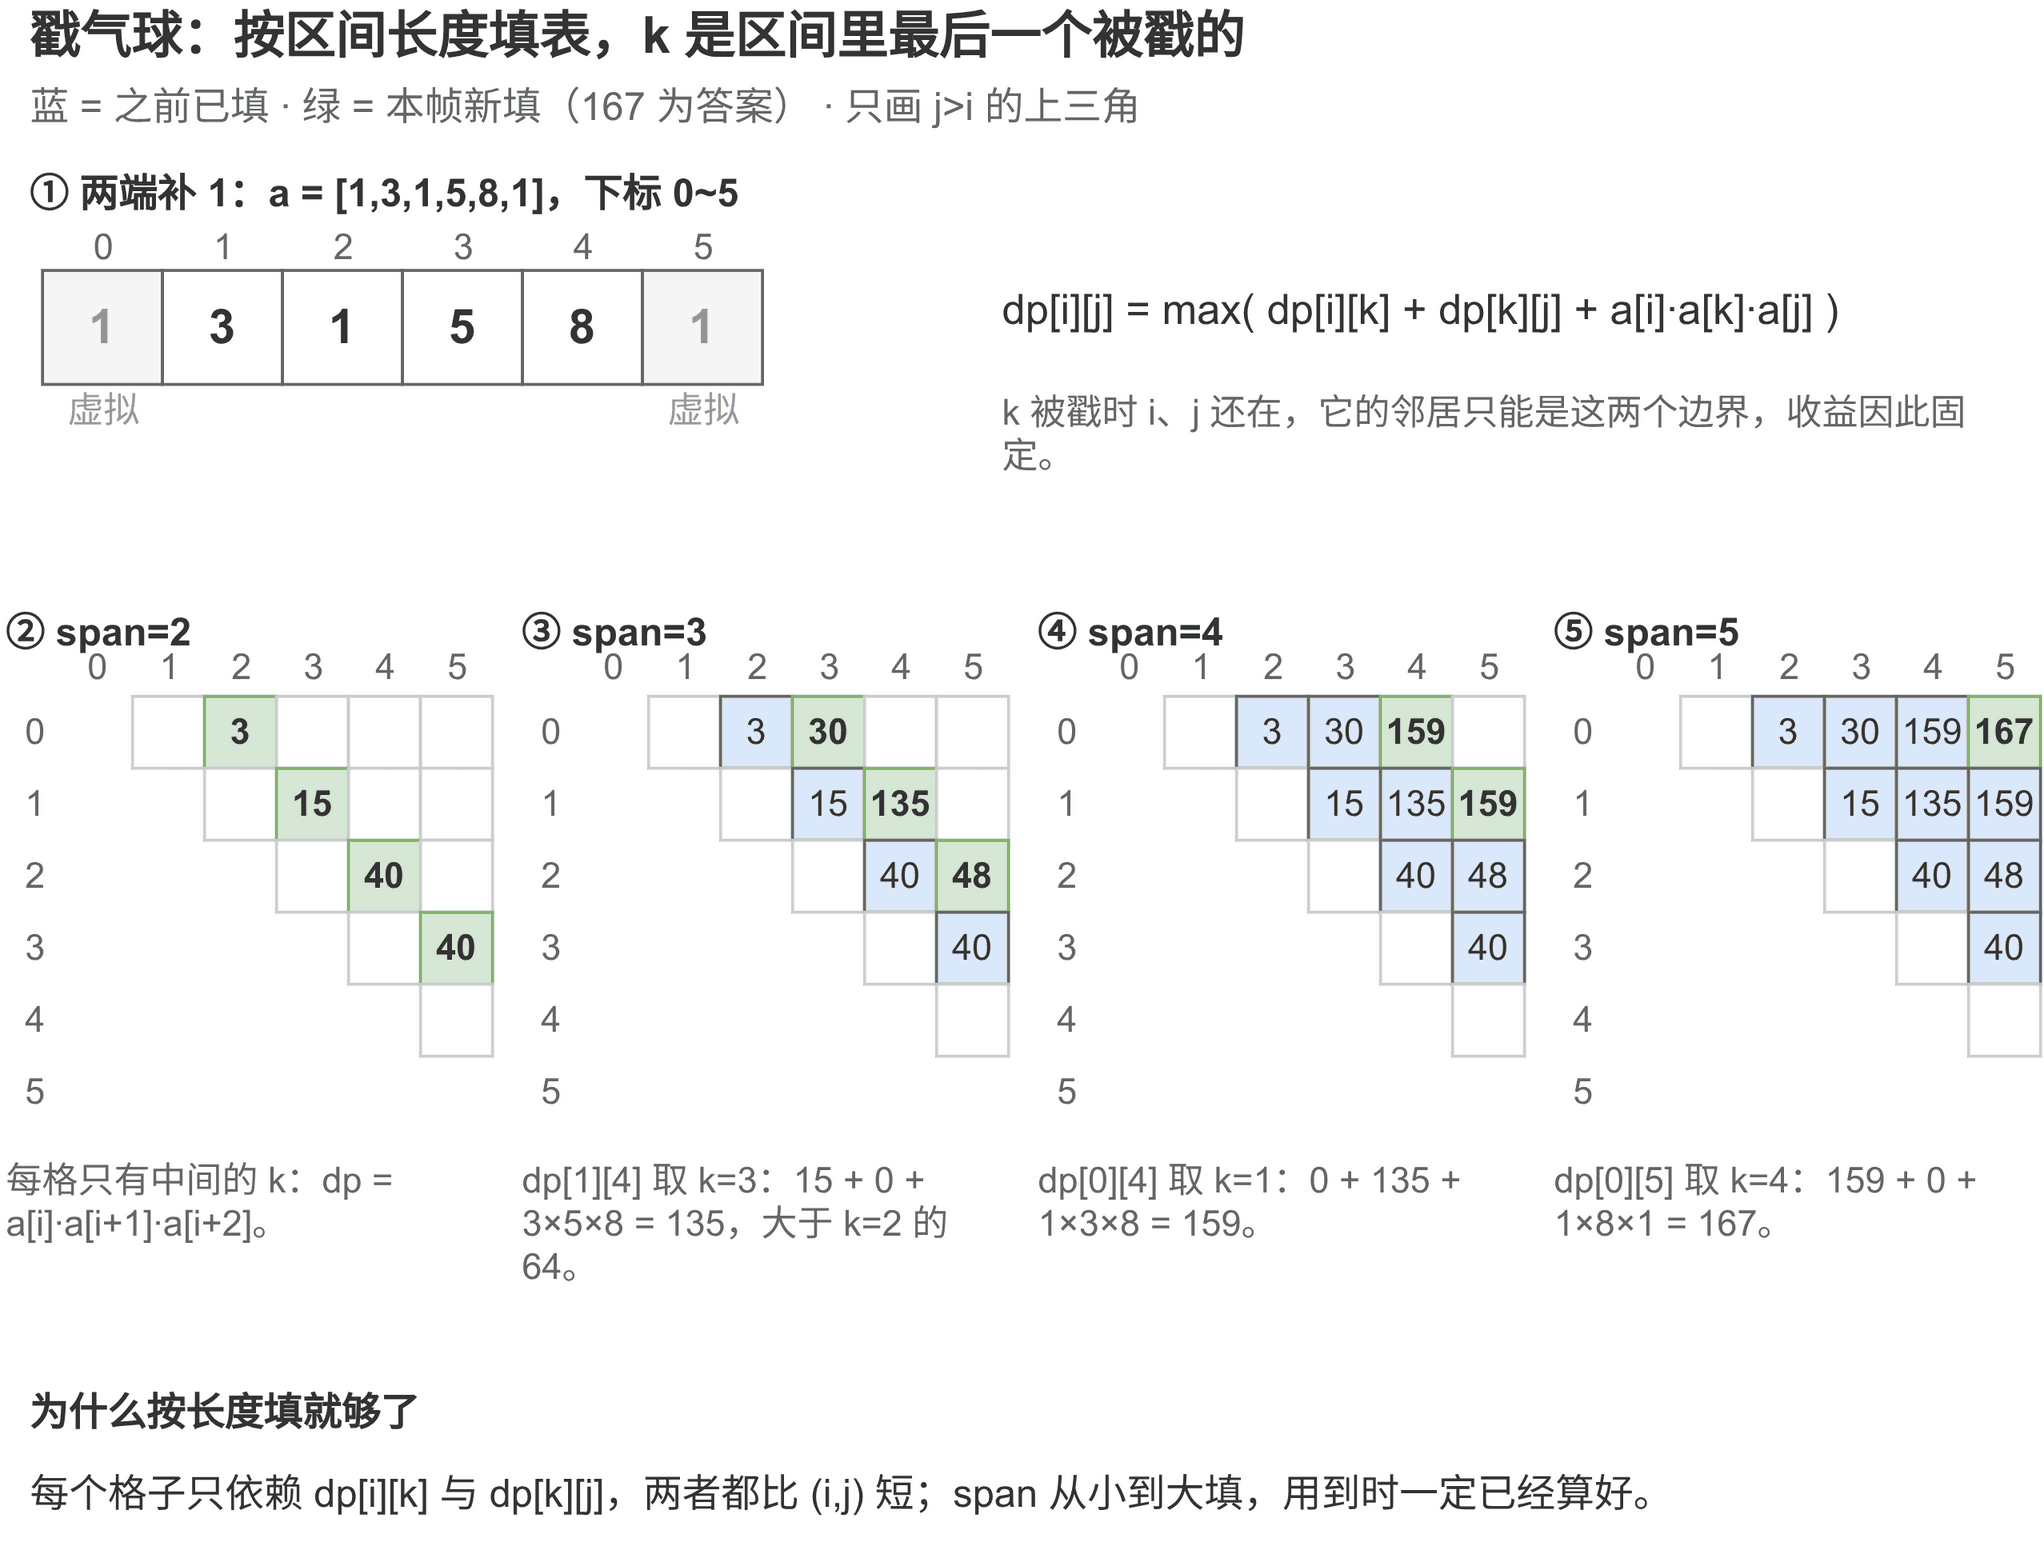 戳气球：按区间长度填表，k 是区间里最后一个被戳的
蓝 = 之前已填 · 绿 = 本帧新填（167 为答案） · 只画 j>i 的上三角
① 两端补 1：a = [1,3,1,5,8,1]，下标 0~5
0 1 2 3 4 5
1 3 1 5 8 1
虚拟 虚拟
dp[i][j] = max( dp[i][k] + dp[k][j] + a[i]·a[k]·a[j] )
k 被戳时 i、j 还在，它的邻居只能是这两个边界，收益因此固
定。
② span=2
0 1 2 3 4 5
0 3
1 15
2 40
3 40
4
5
每格只有中间的 k：dp =
a[i]·a[i+1]·a[i+2]。
③ span=3
0 1 2 3 4 5
0 3 30
1 15 135
2 40 48
3 40
4
5
dp[1][4] 取 k=3：15 + 0 +
3×5×8 = 135，大于 k=2 的
64。
④ span=4
0 1 2 3 4 5
0 3 30 159
1 15 135 159
2 40 48
3 40
4
5
dp[0][4] 取 k=1：0 + 135 +
1×3×8 = 159。
⑤ span=5
0 1 2 3 4 5
0 3 30 159 167
1 15 135 159
2 40 48
3 40
4
5
dp[0][5] 取 k=4：159 + 0 +
1×8×1 = 167。
为什么按长度填就够了
每个格子只依赖 dp[i][k] 与 dp[k][j]，两者都比 (i,j) 短；span 从小到大填，用到时一定已经算好。